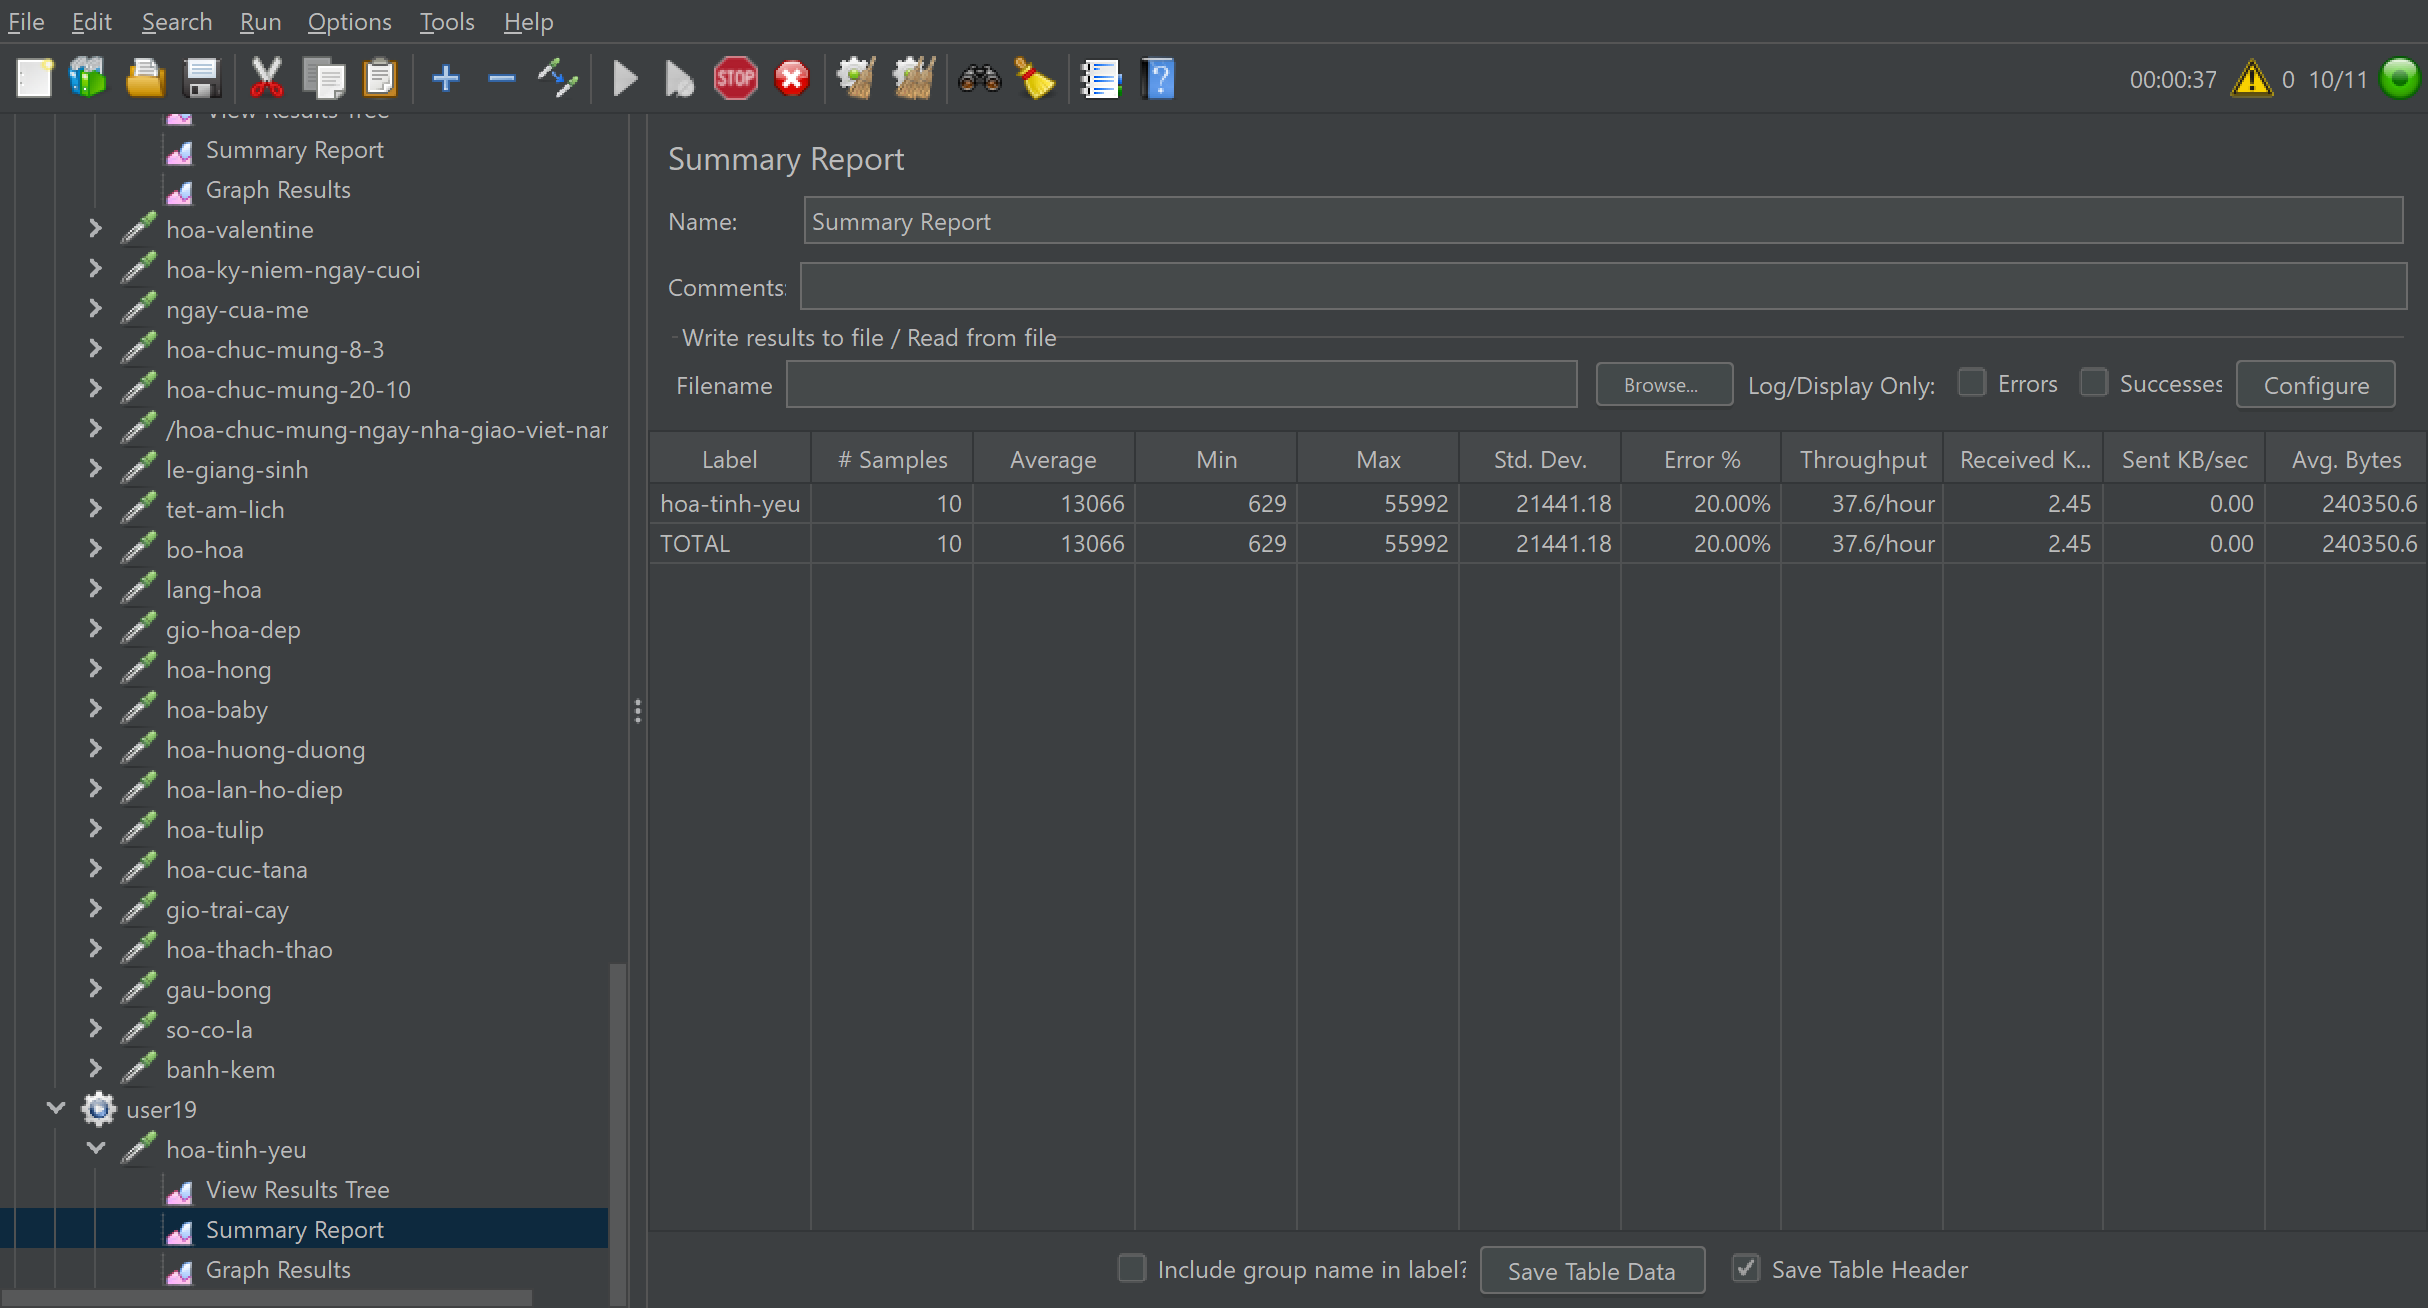 File Edit Search Run Options Tools Help
STOP
00:00:37 0 10/11
View Results Tree
Summary Report
Graph Results
hoa-valentine
hoa-ky-niem-ngay-cuoi
ngay-cua-me
hoa-chuc-mung-8-3
hoa-chuc-mung-20-10
/hoa-chuc-mung-ngay-nha-giao-viet-nar
le-giang-sinh
tet-am-lich
bo-hoa
lang-hoa
gio-hoa-dep
hoa-hong
hoa-baby
hoa-huong-duong
hoa-lan-ho-diep
hoa-tulip
hoa-cuc-tana
gio-trai-cay
hoa-thach-thao
gau-bong
so-co-la
banh-kem
user19
hoa-tinh-yeu
View Results Tree
Summary Report
Graph Results
Summary Report
Name: Summary Report
Comments:
Write results to file / Read from file
Filename Browse... Log/Display Only: Errors Successes Configure
Label # Samples Average Min Max Std. Dev. Error % Throughput Received K... Sent KB/sec Avg. Bytes
hoa-tinh-yeu 10 13066 629 55992 21441.18 20.00% 37.6/hour 2.45 0.00 240350.6
TOTAL 10 13066 629 55992 21441.18 20.00% 37.6/hour 2.45 0.00 240350.6
Include group name in label? Save Table Data Save Table Header